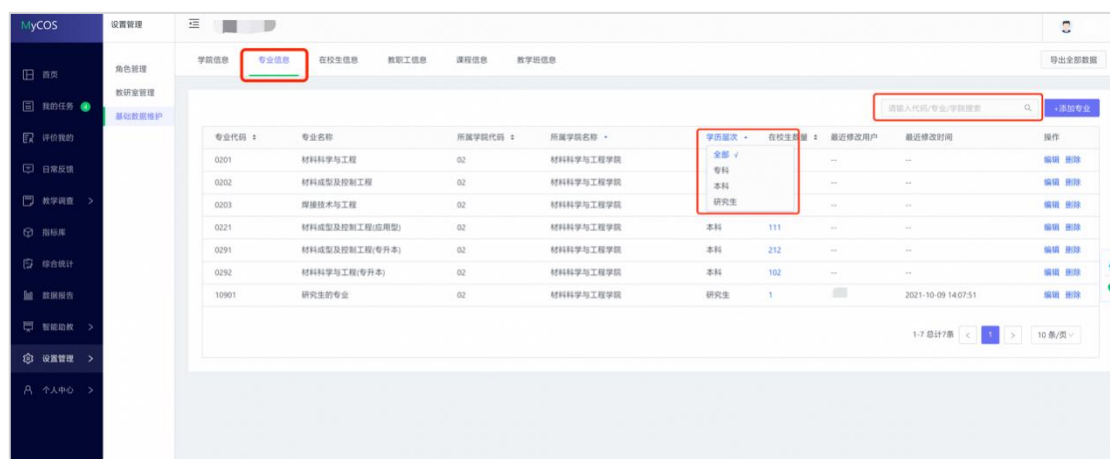 MyCOS
设置管理
首页
我的任务 4
评价我的
日常反馈
教学调查 >
指标库
综合统计
数据报告
智能助教 >
设置管理 >
个人中心 >
角色管理
教研室管理
基础数据维护
学院信息 专业信息 在校生信息 教职工信息 课程信息 教学班信息 导出全部数据
请输入代码/专业/学院搜索 +添加专业
专业代码 专业名称 所属学院代码 所属学院名称 学历层次 在校生数量 最近修改用户 最近修改时间 操作
0201 材料科学与工程 02 材料科学与工程学院 -- -- 编辑 删除
0202 材料成型及控制工程 02 材料科学与工程学院 -- -- 编辑 删除
0203 焊接技术与工程 02 材料科学与工程学院 -- -- 编辑 删除
全部 √
专科
本科
研究生
0221 材料成型及控制工程(应用型) 02 材料科学与工程学院 本科 111 -- -- 编辑 删除
0291 材料成型及控制工程(专升本) 02 材料科学与工程学院 本科 212 -- -- 编辑 删除
0292 材料科学与工程(专升本) 02 材料科学与工程学院 本科 102 -- -- 编辑 删除
10901 研究生的专业 02 材料科学与工程学院 研究生 1 2021-10-09 14:07:51 编辑 删除
1-7 总计7条 < 1 > 10 条/页